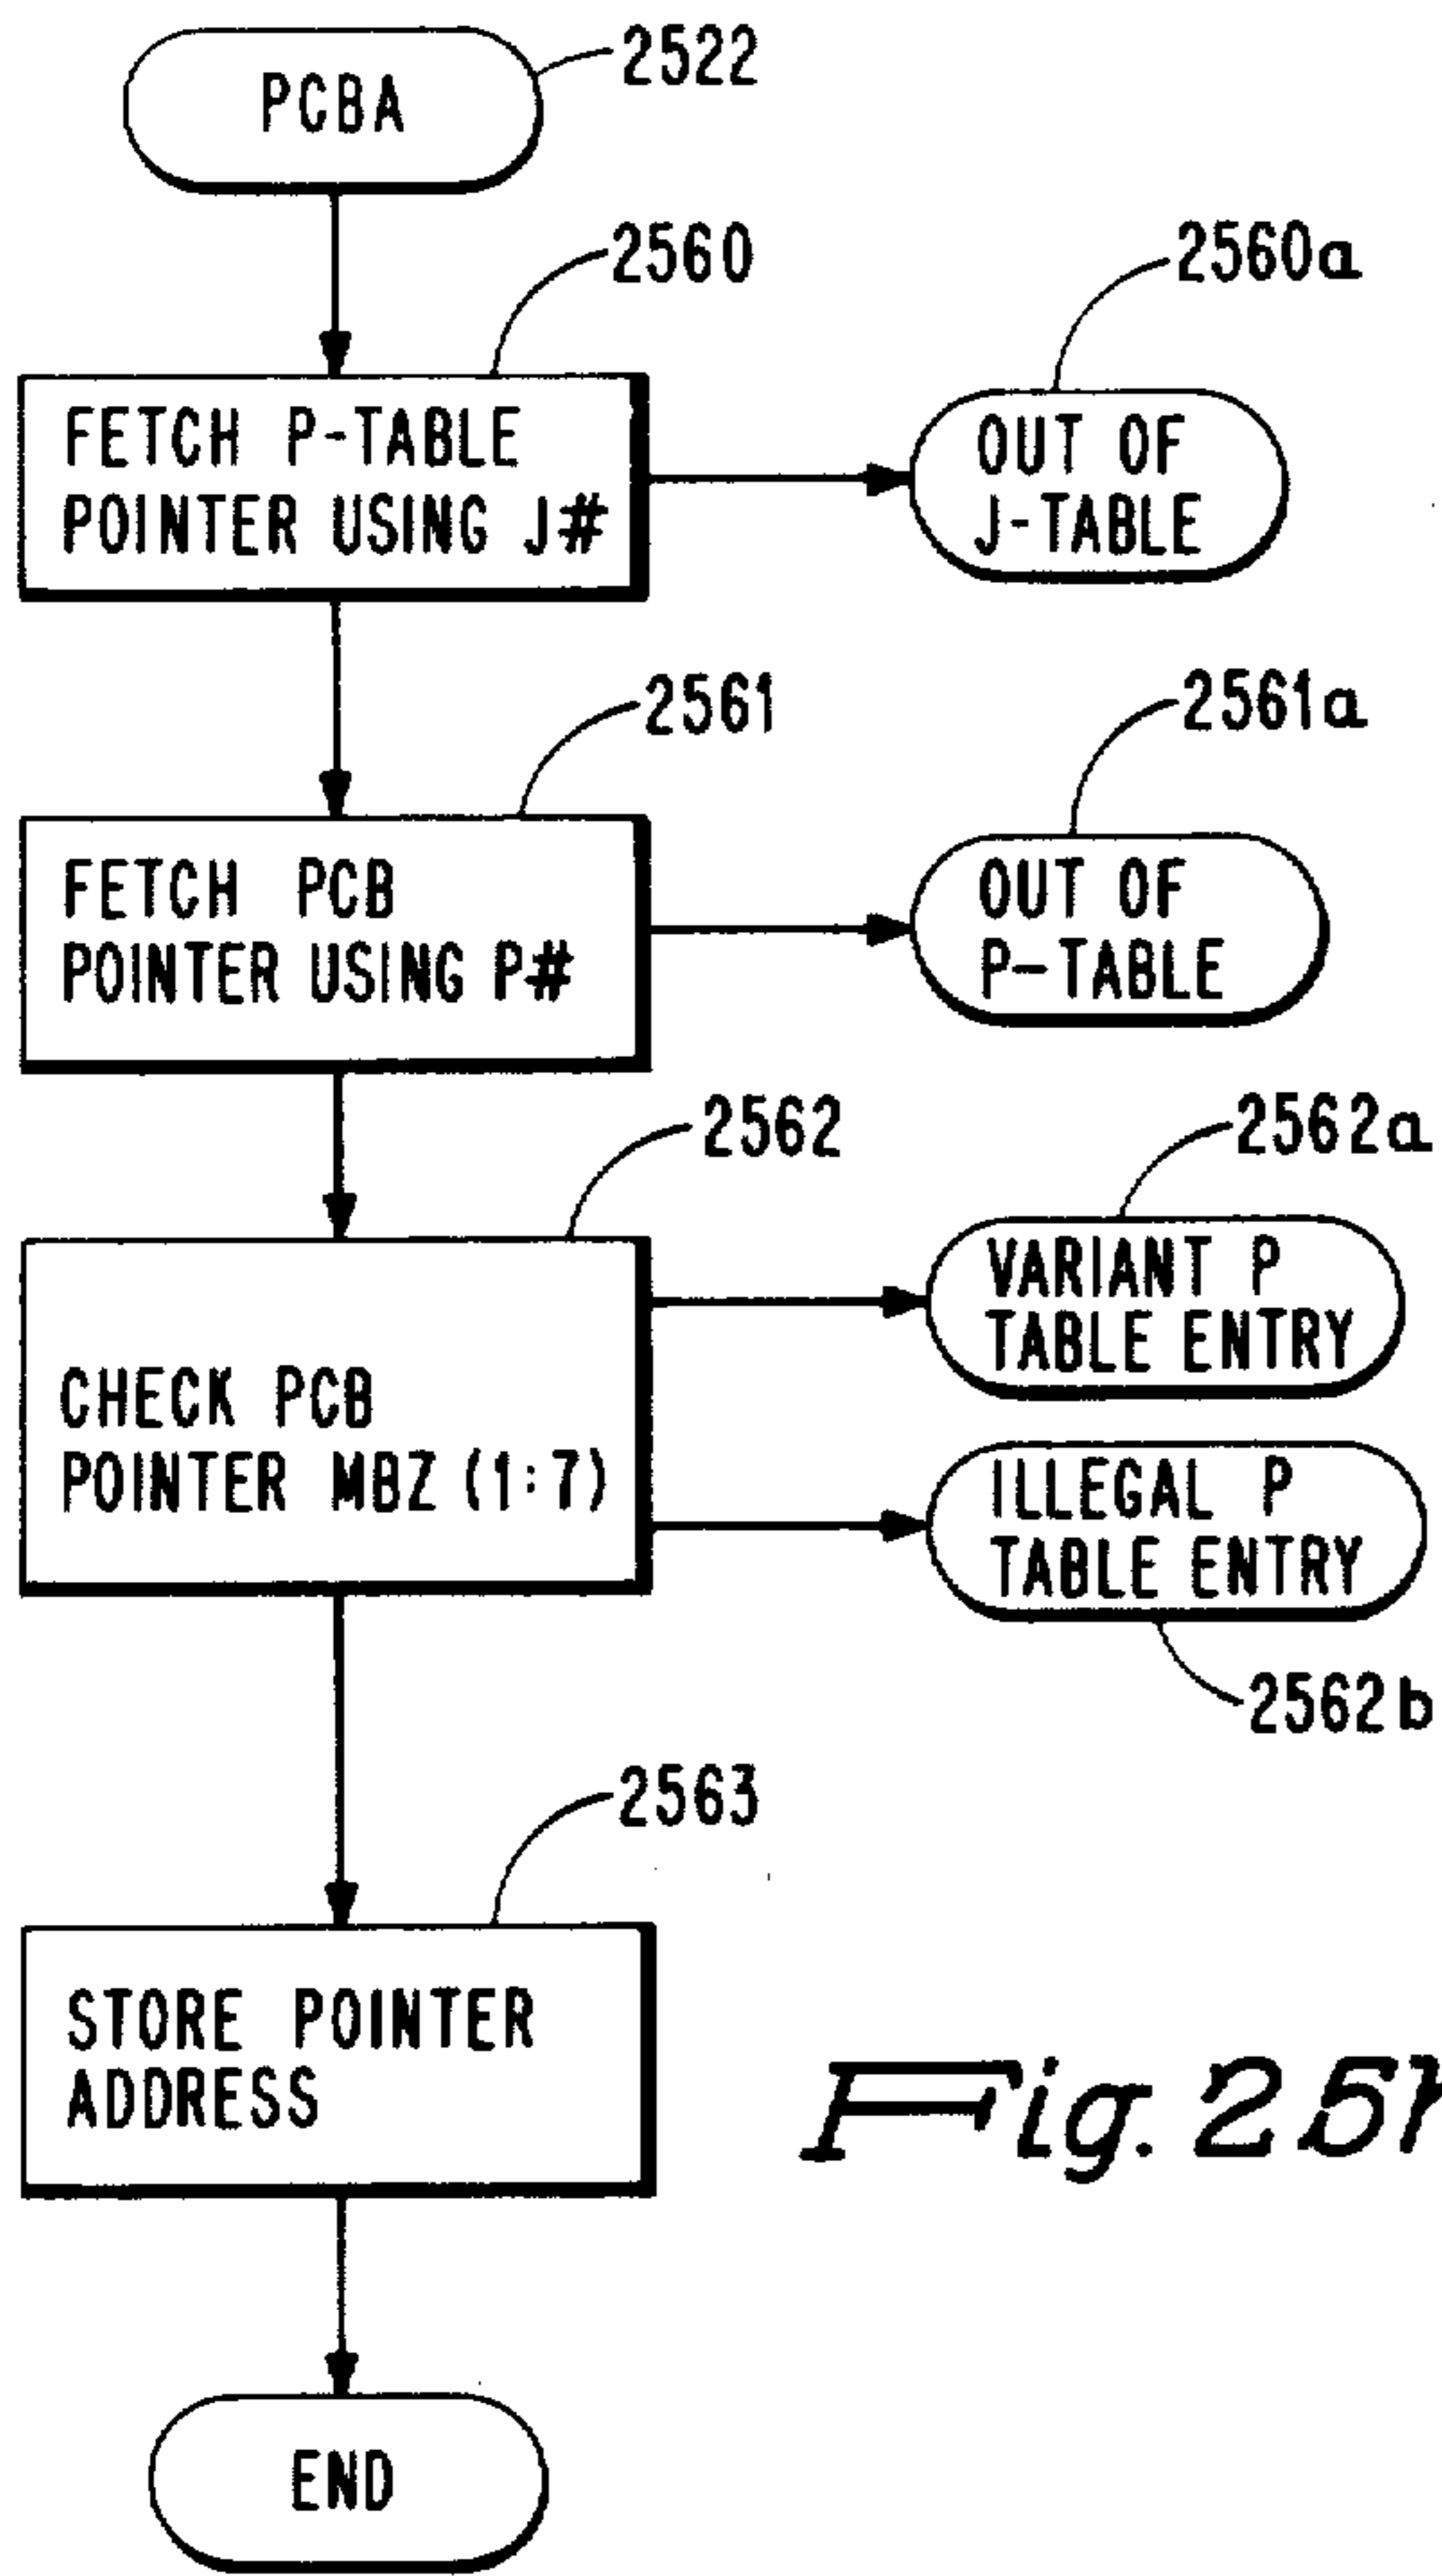 PCBA
2522
2560
2560a
FETCH P-TABLE
POINTER USING J#
OUT OF
J-TABLE
2561
2561a
FETCH PCB
POINTER USING P#
OUT OF
P-TABLE
2562
2562a
VARIANT P
TABLE ENTRY
CHECK PCB
POINTER MBZ (1:7)
ILLEGAL P
TABLE ENTRY
2562b
2563
STORE POINTER
ADDRESS
Fig.
END